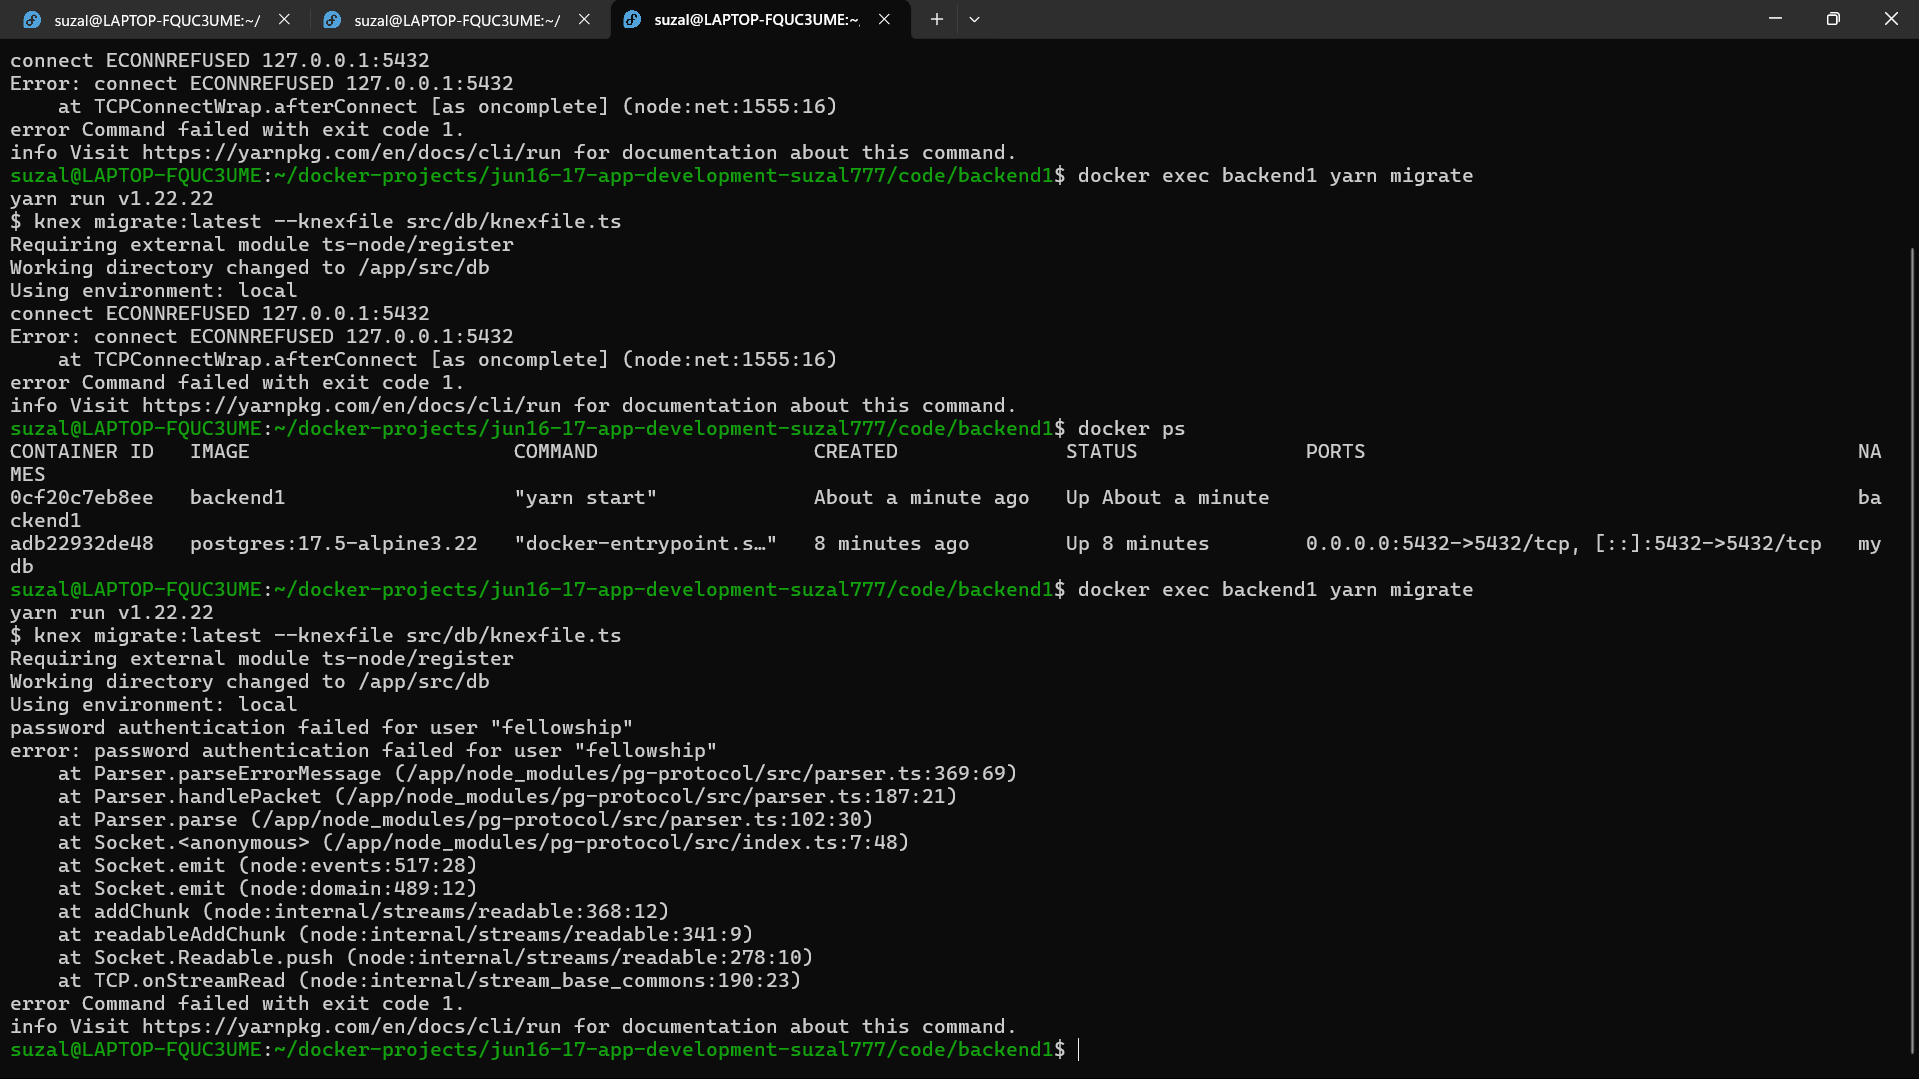 suzal@LAPTOP-FQUC3UME:~/
suzal@LAPTOP-FQUC3UME:~/
suzal@LAPTOP-FQUC3UME:~/
connect ECONNREFUSED 127.0.0.1:5432
Error: connect ECONNREFUSED 127.0.0.1:5432
    at TCPConnectWrap.afterConnect [as oncomplete] (node:net:1555:16)
error Command failed with exit code 1.
info Visit https://yarnpkg.com/en/docs/cli/run for documentation about this command.
suzal@LAPTOP-FQUC3UME:~/docker-projects/jun16-17-app-development-suzal777/code/backend1$ docker exec backend1 yarn migrate
yarn run v1.22.22
$ knex migrate:latest --knexfile src/db/knexfile.ts
Requiring external module ts-node/register
Working directory changed to /app/src/db
Using environment: local
connect ECONNREFUSED 127.0.0.1:5432
Error: connect ECONNREFUSED 127.0.0.1:5432
    at TCPConnectWrap.afterConnect [as oncomplete] (node:net:1555:16)
error Command failed with exit code 1.
info Visit https://yarnpkg.com/en/docs/cli/run for documentation about this command.
suzal@LAPTOP-FQUC3UME:~/docker-projects/jun16-17-app-development-suzal777/code/backend1$ docker ps
CONTAINER ID   IMAGE                      COMMAND                  CREATED              STATUS              PORTS                                         NA
MES
0cf20c7eb8ee   backend1                   "yarn start"             About a minute ago   Up About a minute                                                 ba
ckend1
adb22932de48   postgres:17.5-alpine3.22   "docker-entrypoint.s…"   8 minutes ago        Up 8 minutes        0.0.0.0:5432->5432/tcp, [::]:5432->5432/tcp   my
db
suzal@LAPTOP-FQUC3UME:~/docker-projects/jun16-17-app-development-suzal777/code/backend1$ docker exec backend1 yarn migrate
yarn run v1.22.22
$ knex migrate:latest --knexfile src/db/knexfile.ts
Requiring external module ts-node/register
Working directory changed to /app/src/db
Using environment: local
password authentication failed for user "fellowship"
error: password authentication failed for user "fellowship"
    at Parser.parseErrorMessage (/app/node_modules/pg-protocol/src/parser.ts:369:69)
    at Parser.handlePacket (/app/node_modules/pg-protocol/src/parser.ts:187:21)
    at Parser.parse (/app/node_modules/pg-protocol/src/parser.ts:102:30)
    at Socket.<anonymous> (/app/node_modules/pg-protocol/src/index.ts:7:48)
    at Socket.emit (node:events:517:28)
    at Socket.emit (node:domain:489:12)
    at addChunk (node:internal/streams/readable:368:12)
    at readableAddChunk (node:internal/streams/readable:341:9)
    at Socket.Readable.push (node:internal/streams/readable:278:10)
    at TCP.onStreamRead (node:internal/stream_base_commons:190:23)
error Command failed with exit code 1.
info Visit https://yarnpkg.com/en/docs/cli/run for documentation about this command.
suzal@LAPTOP-FQUC3UME:~/docker-projects/jun16-17-app-development-suzal777/code/backend1$